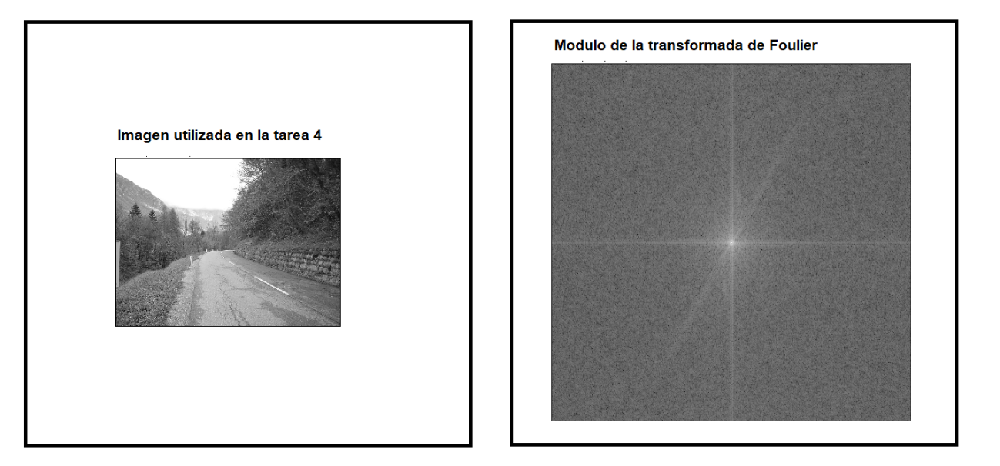 Imagen utilizada en la tarea 4
Modulo de la transformada de Foulier